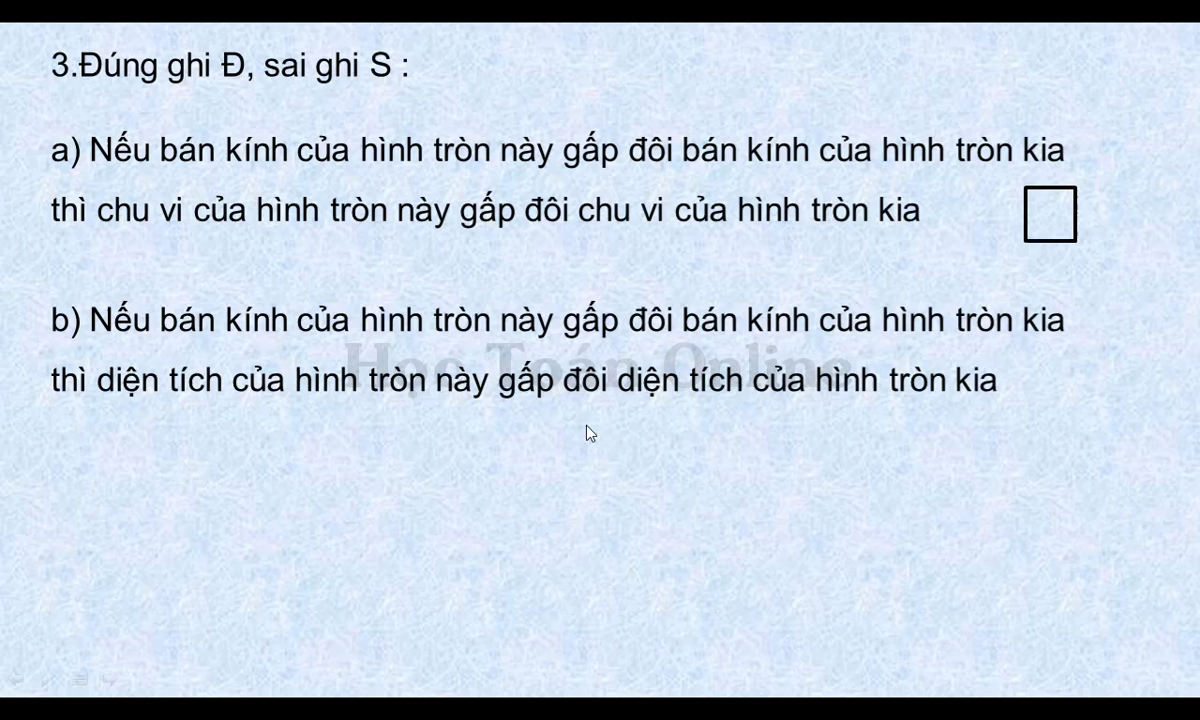 3.Đúng ghi Đ, sai ghi S :
a) Nếu bán kính của hình tròn này gấp đôi bán kính của hình tròn kia
thì chu vi của hình tròn này gấp đôi chu vi của hình tròn kia
b) Nếu bán kính của hình tròn này gấp đôi bán kính của hình tròn kia
Học Toán Online
thì diện tích của hình tròn này gấp đôi diện tích của hình tròn kia